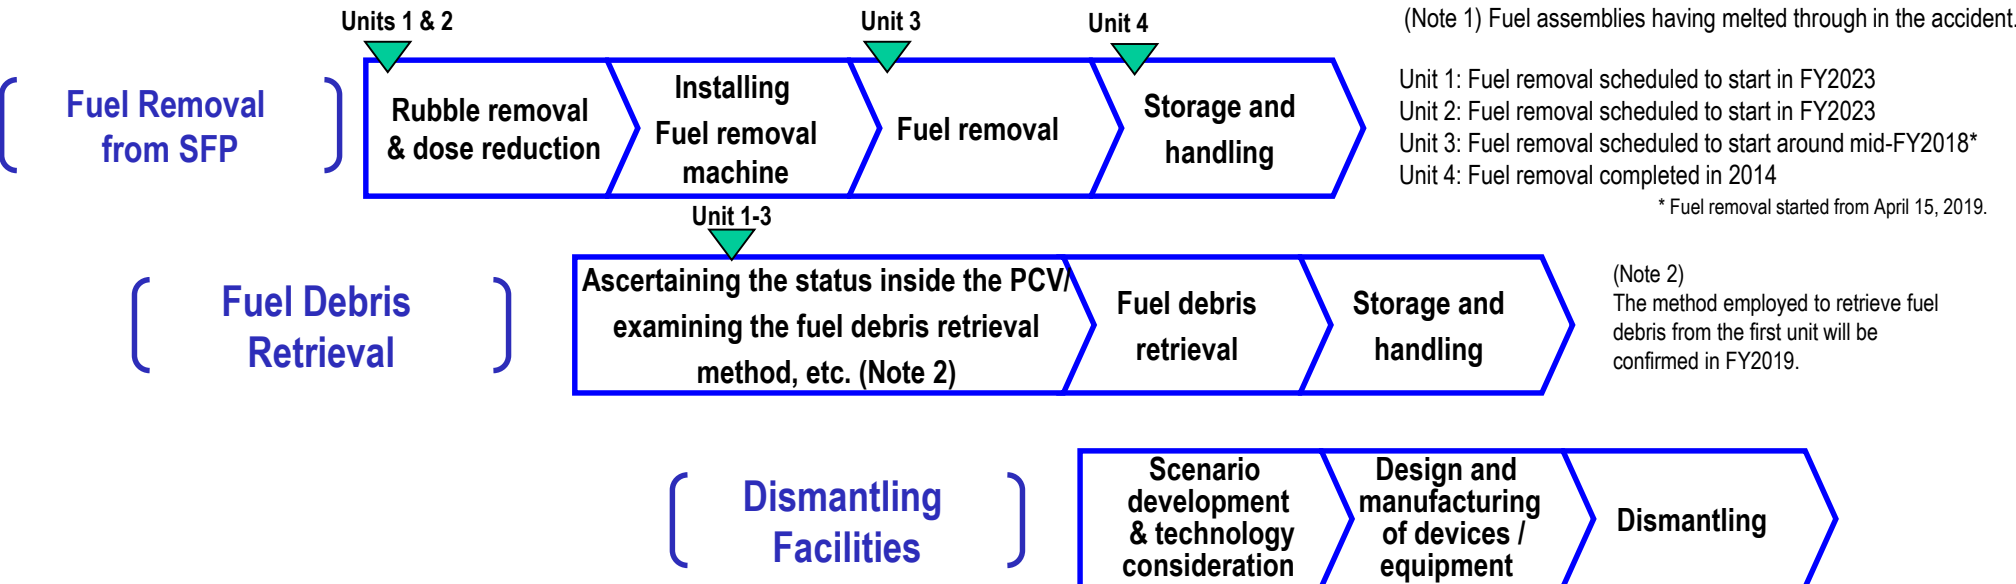 Units 1 & 2
Unit 3
Unit 4
(Note 1) Fuel assemblies having melted through in the accident.
Fuel Removal
from SFP
Rubble removal
& dose reduction
Installing
Fuel removal
machine
Fuel removal
Storage and
handling
Unit 1: Fuel removal scheduled to start in FY2023
Unit 2: Fuel removal scheduled to start in FY2023
Unit 3: Fuel removal scheduled to start around mid-FY2018*
Unit 4: Fuel removal completed in 2014
* Fuel removal started from April 15, 2019.
Unit 1-3
Fuel Debris
Retrieval
Ascertaining the status inside the PCV/
examining the fuel debris retrieval
method, etc. (Note 2)
Fuel debris
retrieval
Storage and
handling
(Note 2)
The method employed to retrieve fuel
debris from the first unit will be
confirmed in FY2019.
Dismantling
Facilities
Scenario
development
& technology
consideration
Design and
manufacturing
of devices /
equipment
Dismantling